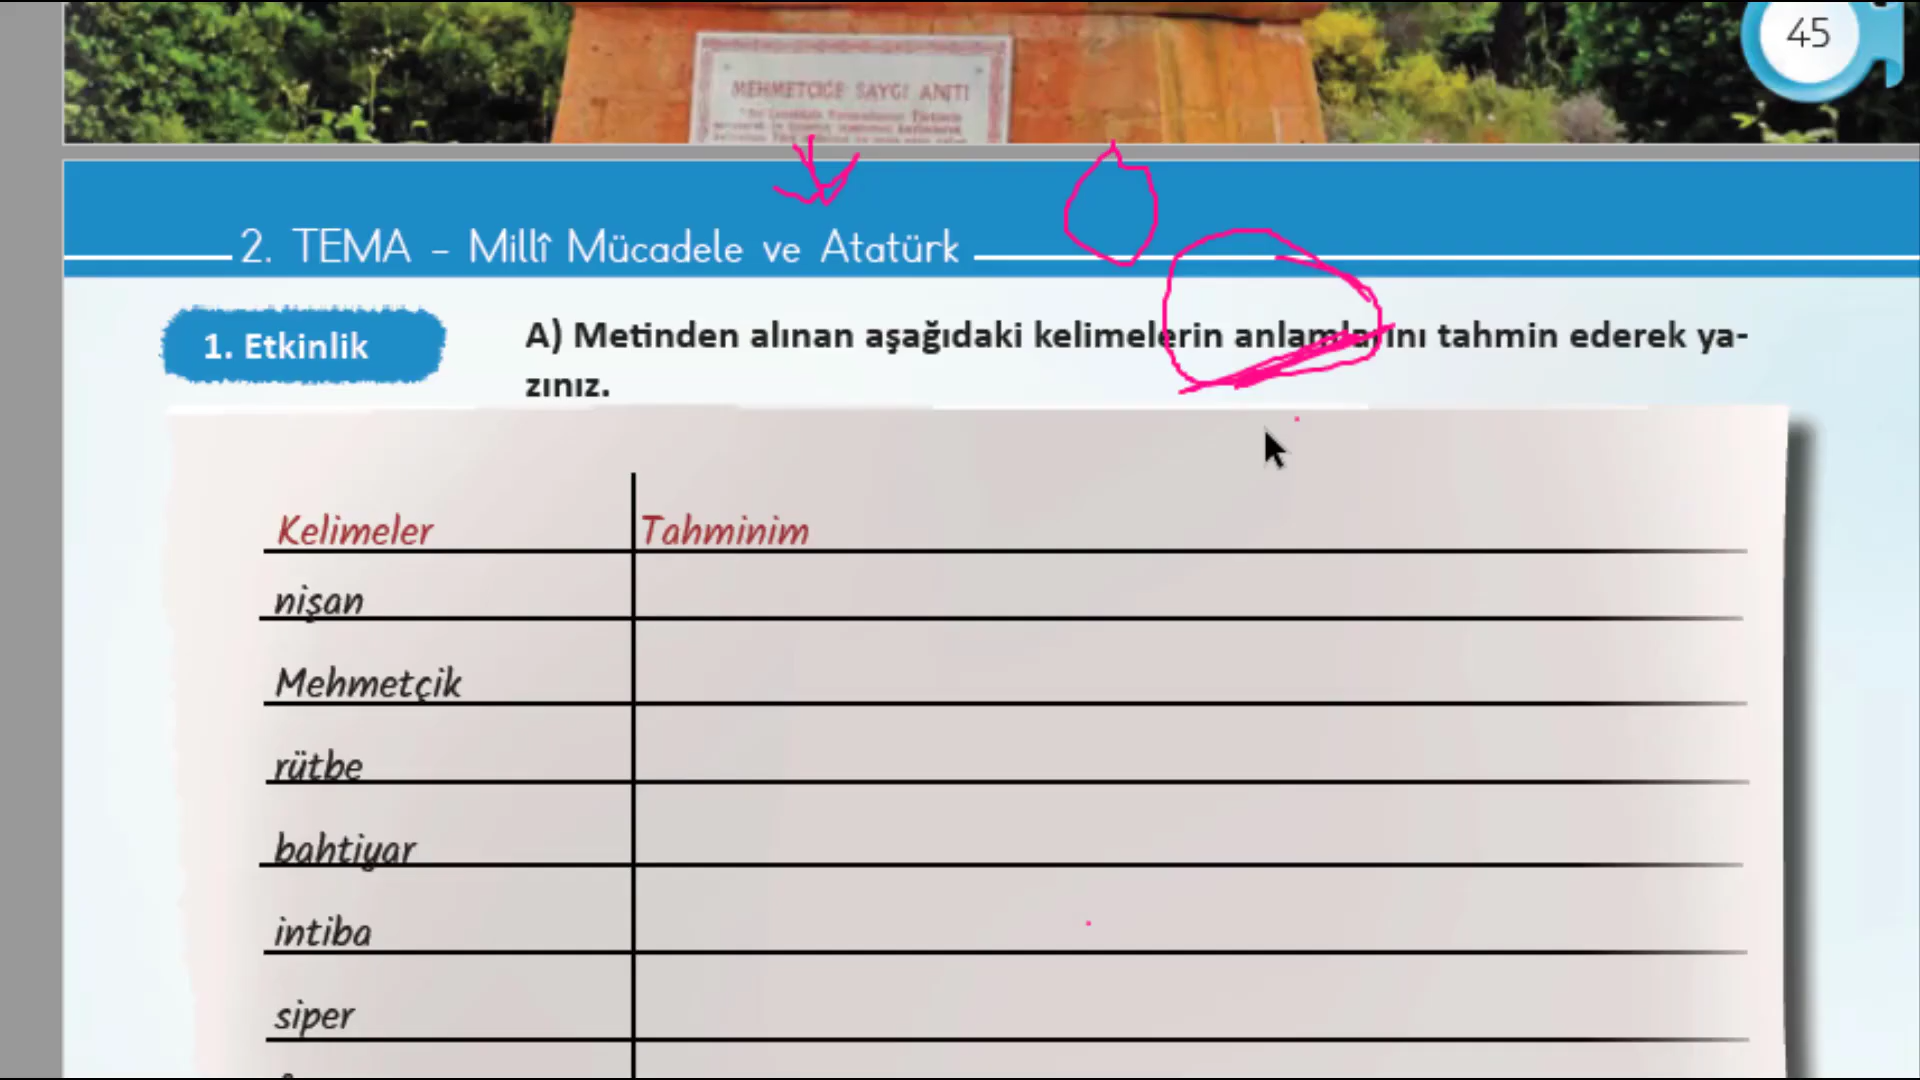 45
MEHMETÇİĞE SAYGI ANITI
2. TEMA – Millî Mücadele ve Atatürk
1. Etkinlik
A) Metinden alınan aşağıdaki kelimelerin anlamlarını tahmin ederek ya-
zınız.
Kelimeler Tahminim
nişan
Mehmetçik
rütbe
bahtiyar
intiba
siper